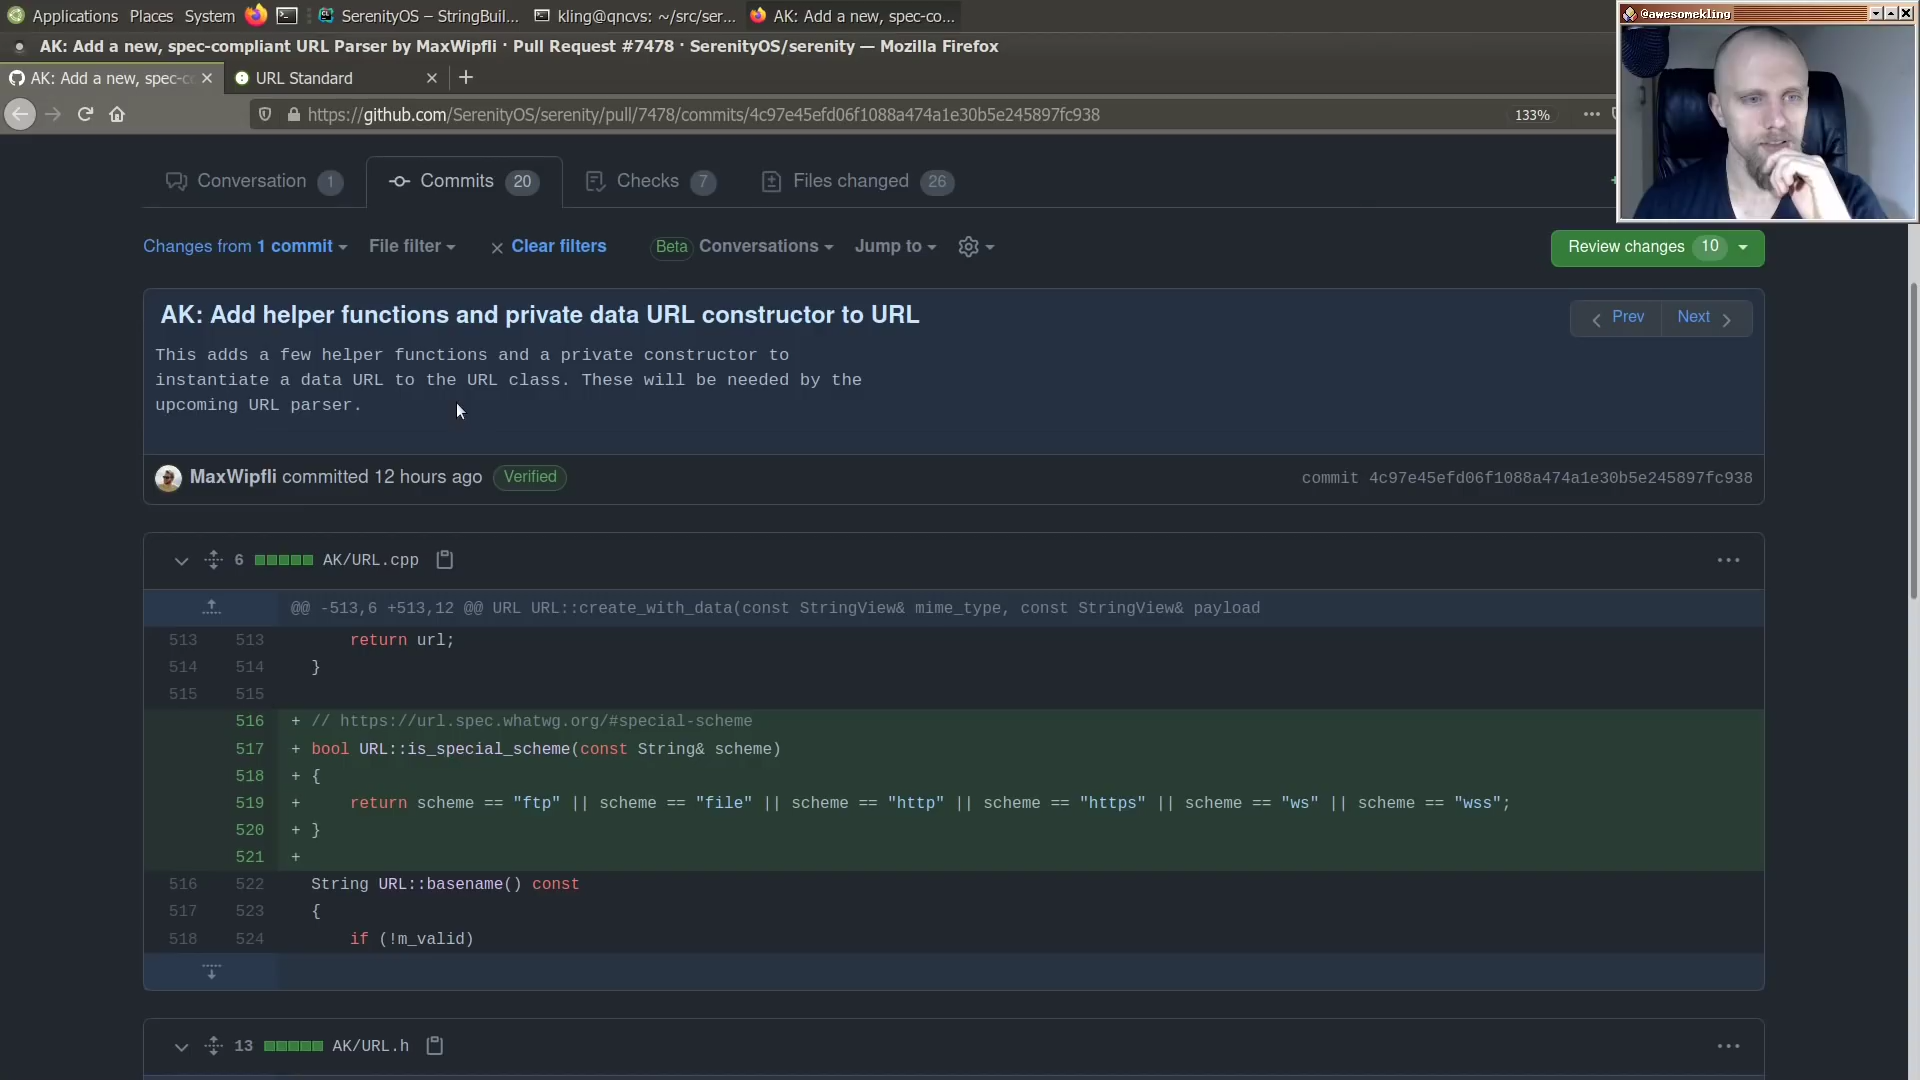 Applications Places System SerenityOS – StringBuil... kling@qncvs: ~/src/ser... AK: Add a new, spec-co...
@awesomekling
AK: Add a new, spec-compliant URL Parser by MaxWipfli · Pull Request #7478 · SerenityOS/serenity — Mozilla Firefox
AK: Add a new, spec-co URL Standard
https://github.com/SerenityOS/serenity/pull/7478/commits/4c97e45efd06f1088a474a1e30b5e245897fc938 133%
Conversation 1 Commits 20 Checks 7 Files changed 26
Changes from 1 commit File filter Clear filters Beta Conversations Jump to Review changes 10
AK: Add helper functions and private data URL constructor to URL
Prev Next
This adds a few helper functions and a private constructor to
instantiate a data URL to the URL class. These will be needed by the
upcoming URL parser.
MaxWipfli committed 12 hours ago Verified commit 4c97e45efd06f1088a474a1e30b5e245897fc938
6 AK/URL.cpp
@@ -513,6 +513,12 @@ URL URL::create_with_data(const StringView& mime_type, const StringView& payload
513 513 return url;
514 514 }
515 515
516 + // https://url.spec.whatwg.org/#special-scheme
517 + bool URL::is_special_scheme(const String& scheme)
518 + {
519 + return scheme == "ftp" || scheme == "file" || scheme == "http" || scheme == "https" || scheme == "ws" || scheme == "wss";
520 + }
521 +
516 522 String URL::basename() const
517 523 {
518 524 if (!m_valid)
13 AK/URL.h